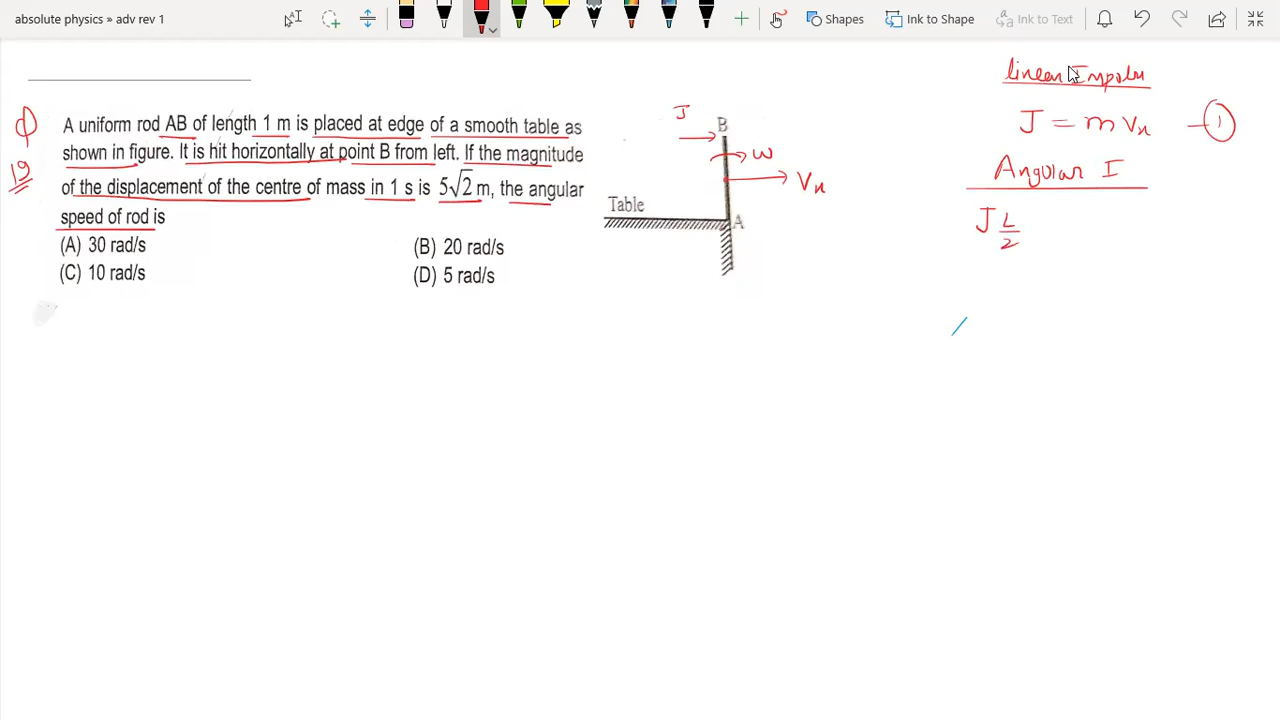 absolute physics » adv rev 1
Shapes
Ink to Shape
Ink to Text
linear Impulse
J = m Vx —①
Angular I
J L/2
Q 19
A uniform rod AB of length 1 m is placed at edge of a smooth table as
shown in figure. It is hit horizontally at point B from left. If the magnitude
of the displacement of the centre of mass in 1 s is 5√2 m, the angular
speed of rod is
(A) 30 rad/s
(B) 20 rad/s
(C) 10 rad/s
(D) 5 rad/s
J
B
ω
Vx
Table
A